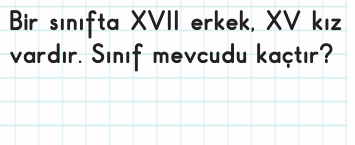 Bir sınıfta XVII erkek, XV kız
vardır. Sınıf mevcudu kaçtır?